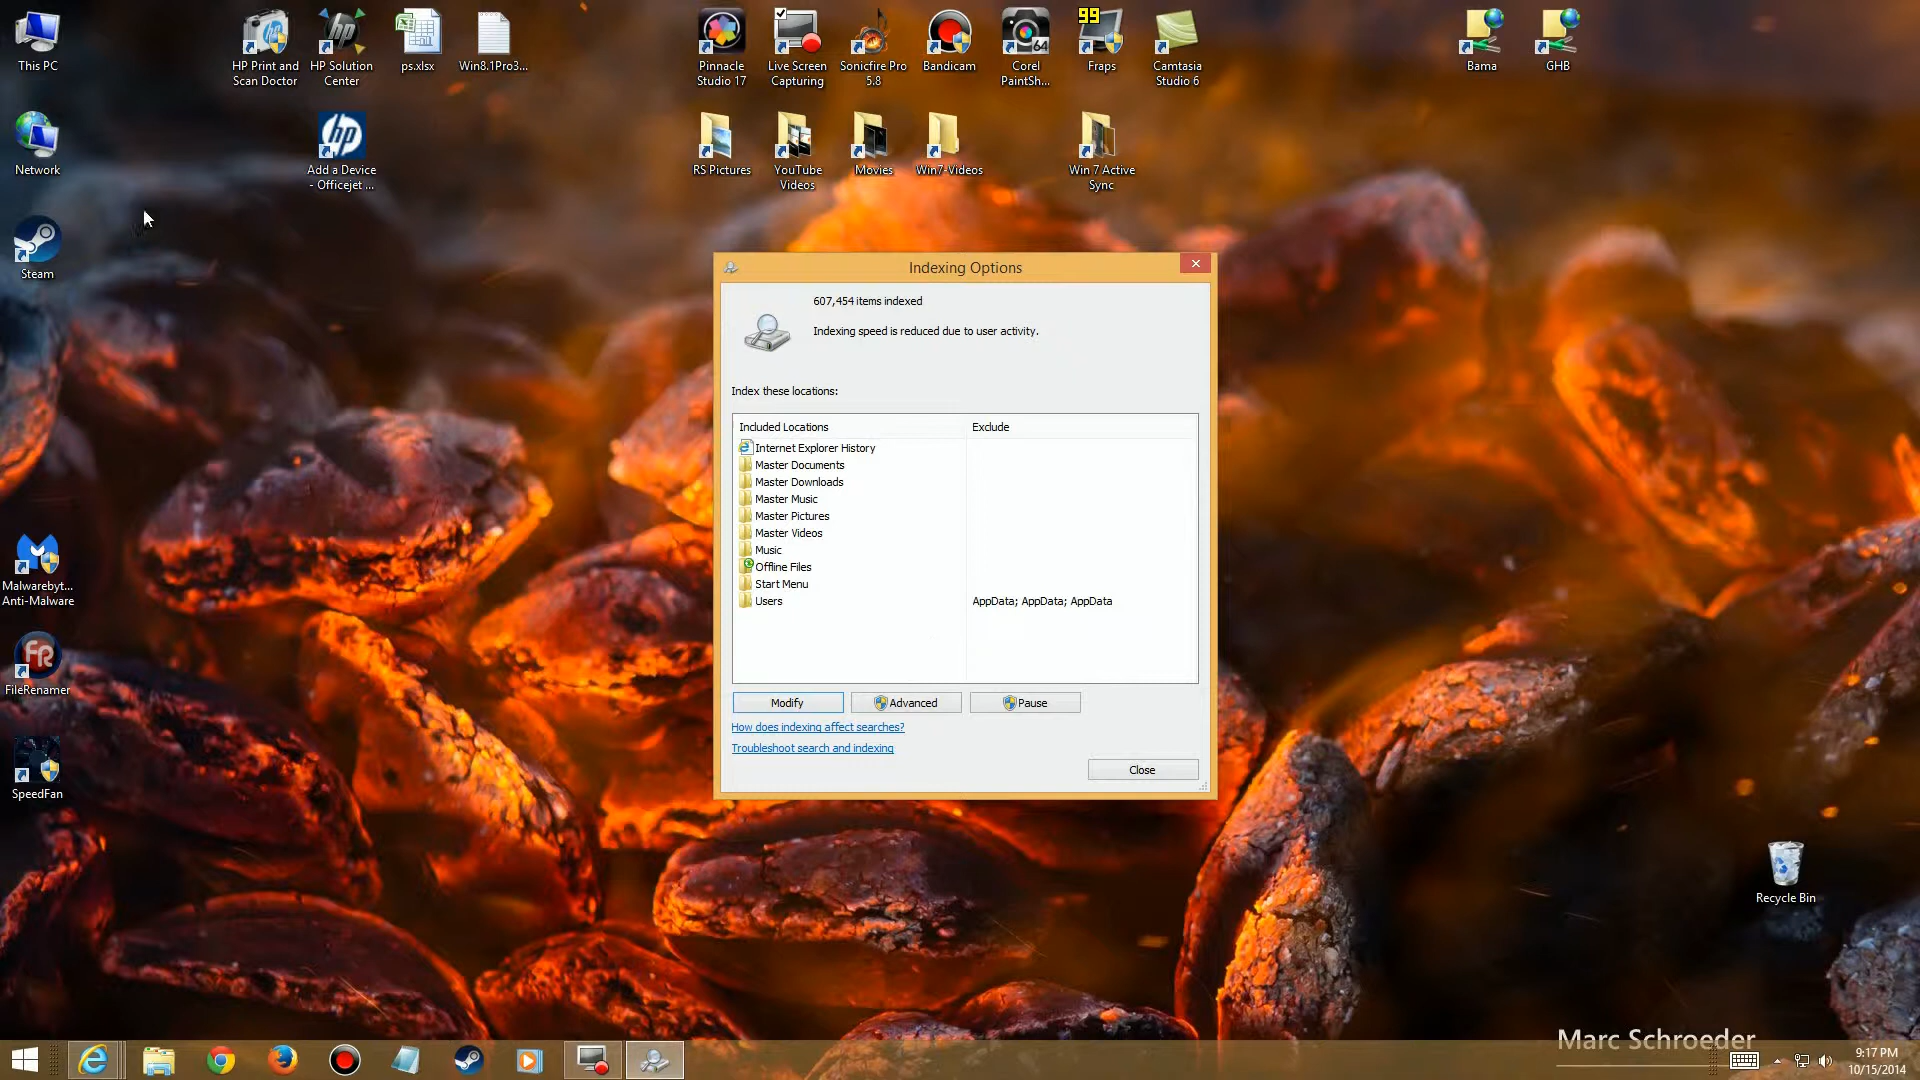 This PC
HP Print and
Scan Doctor
HP Solution
Center
ps.xlsx
Win8.1Pro3...
Pinnacle
Studio 17
Live Screen
Capturing
Sonicfire Pro
5.8
Bandicam
64
Corel
PaintSh...
99
Fraps
Camtasia
Studio 6
Bama
GHB
Network
hp
Add a Device
- Officejet ...
RS Pictures
YouTube
Videos
Movies
Win7-Videos
Win 7 Active
Sync
Steam
Malwarebyt...
Anti-Malware
FR
FileRenamer
SpeedFan
Indexing Options
607,454 items indexed
Indexing speed is reduced due to user activity.
Index these locations:
Included Locations
Exclude
Internet Explorer History
Master Documents
Master Downloads
Master Music
Master Pictures
Master Videos
Music
Offline Files
Start Menu
Users
AppData; AppData; AppData
Modify
Advanced
Pause
How does indexing affect searches?
Troubleshoot search and indexing
Close
Recycle Bin
Marc Schroeder
9:17 PM
10/15/2014